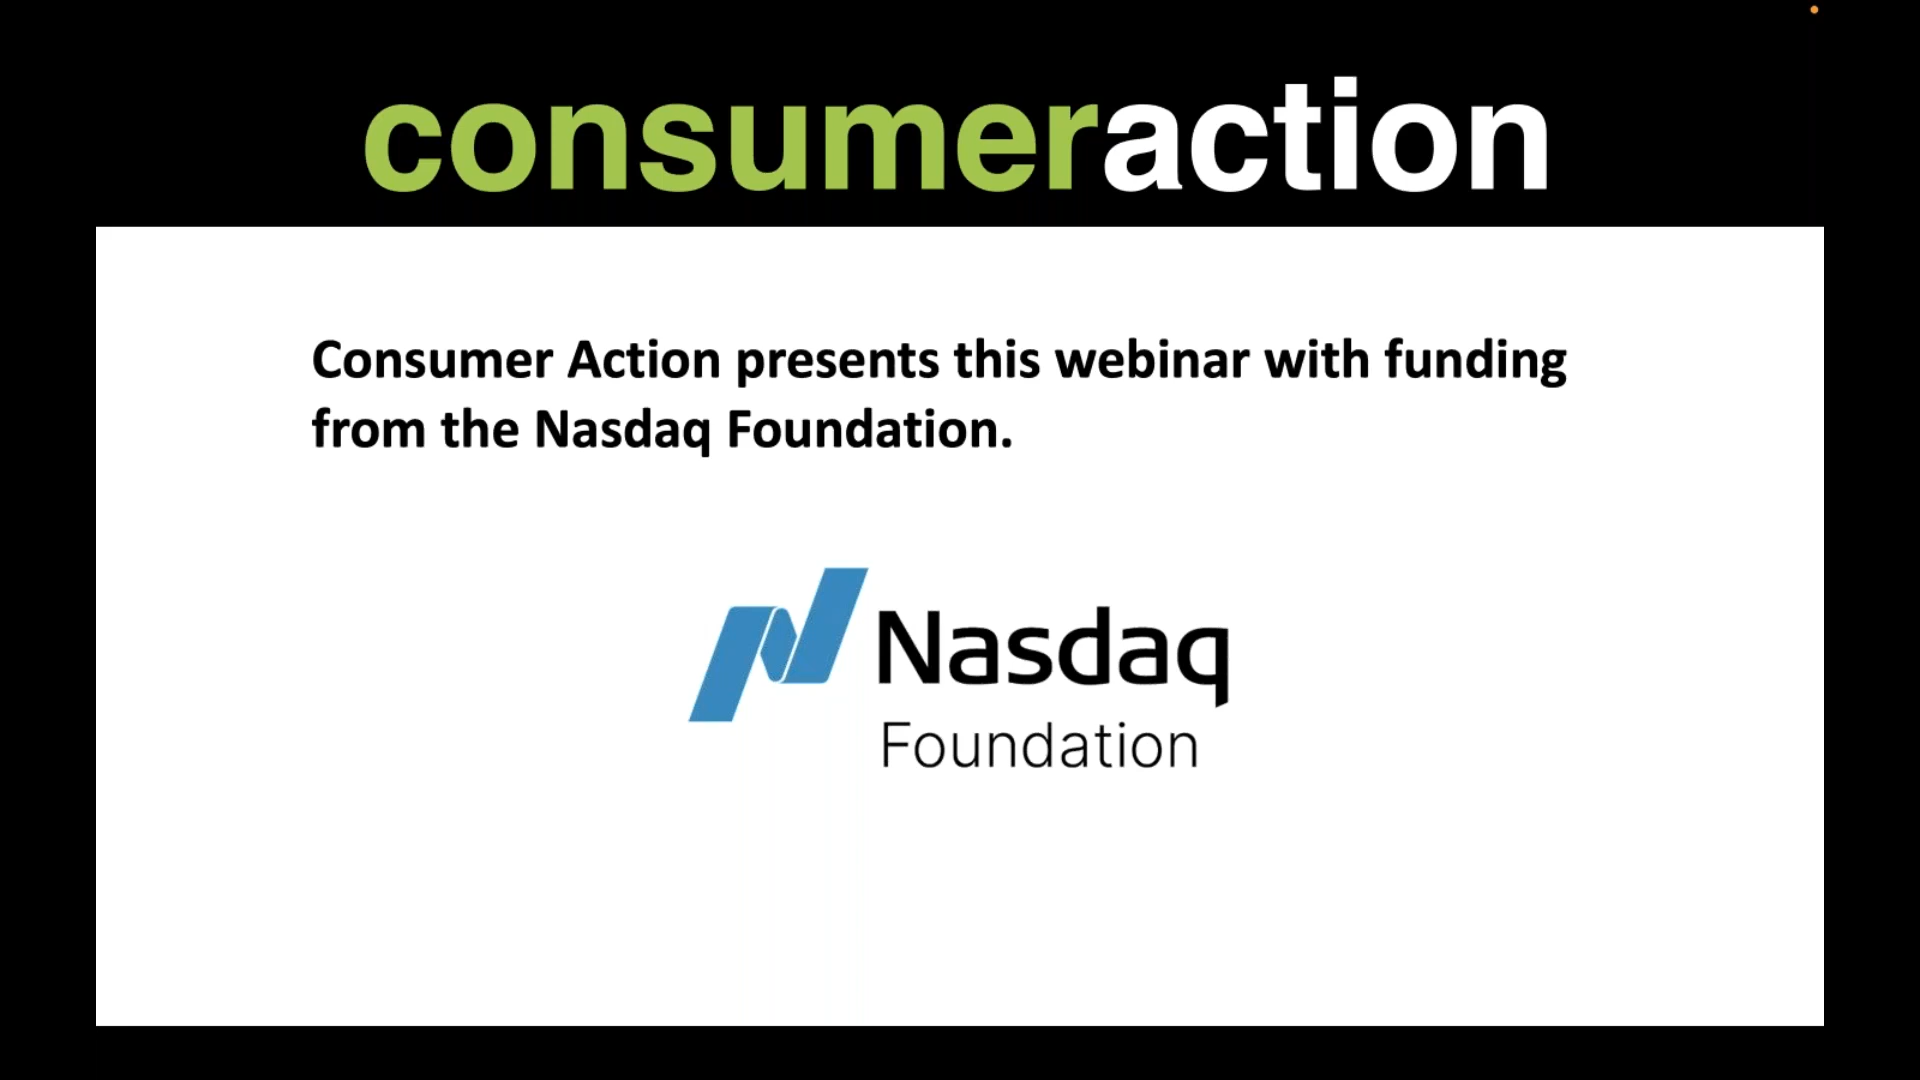 consumeraction
Consumer Action presents this webinar with funding
from the Nasdaq Foundation.
Nasdaq
Foundation